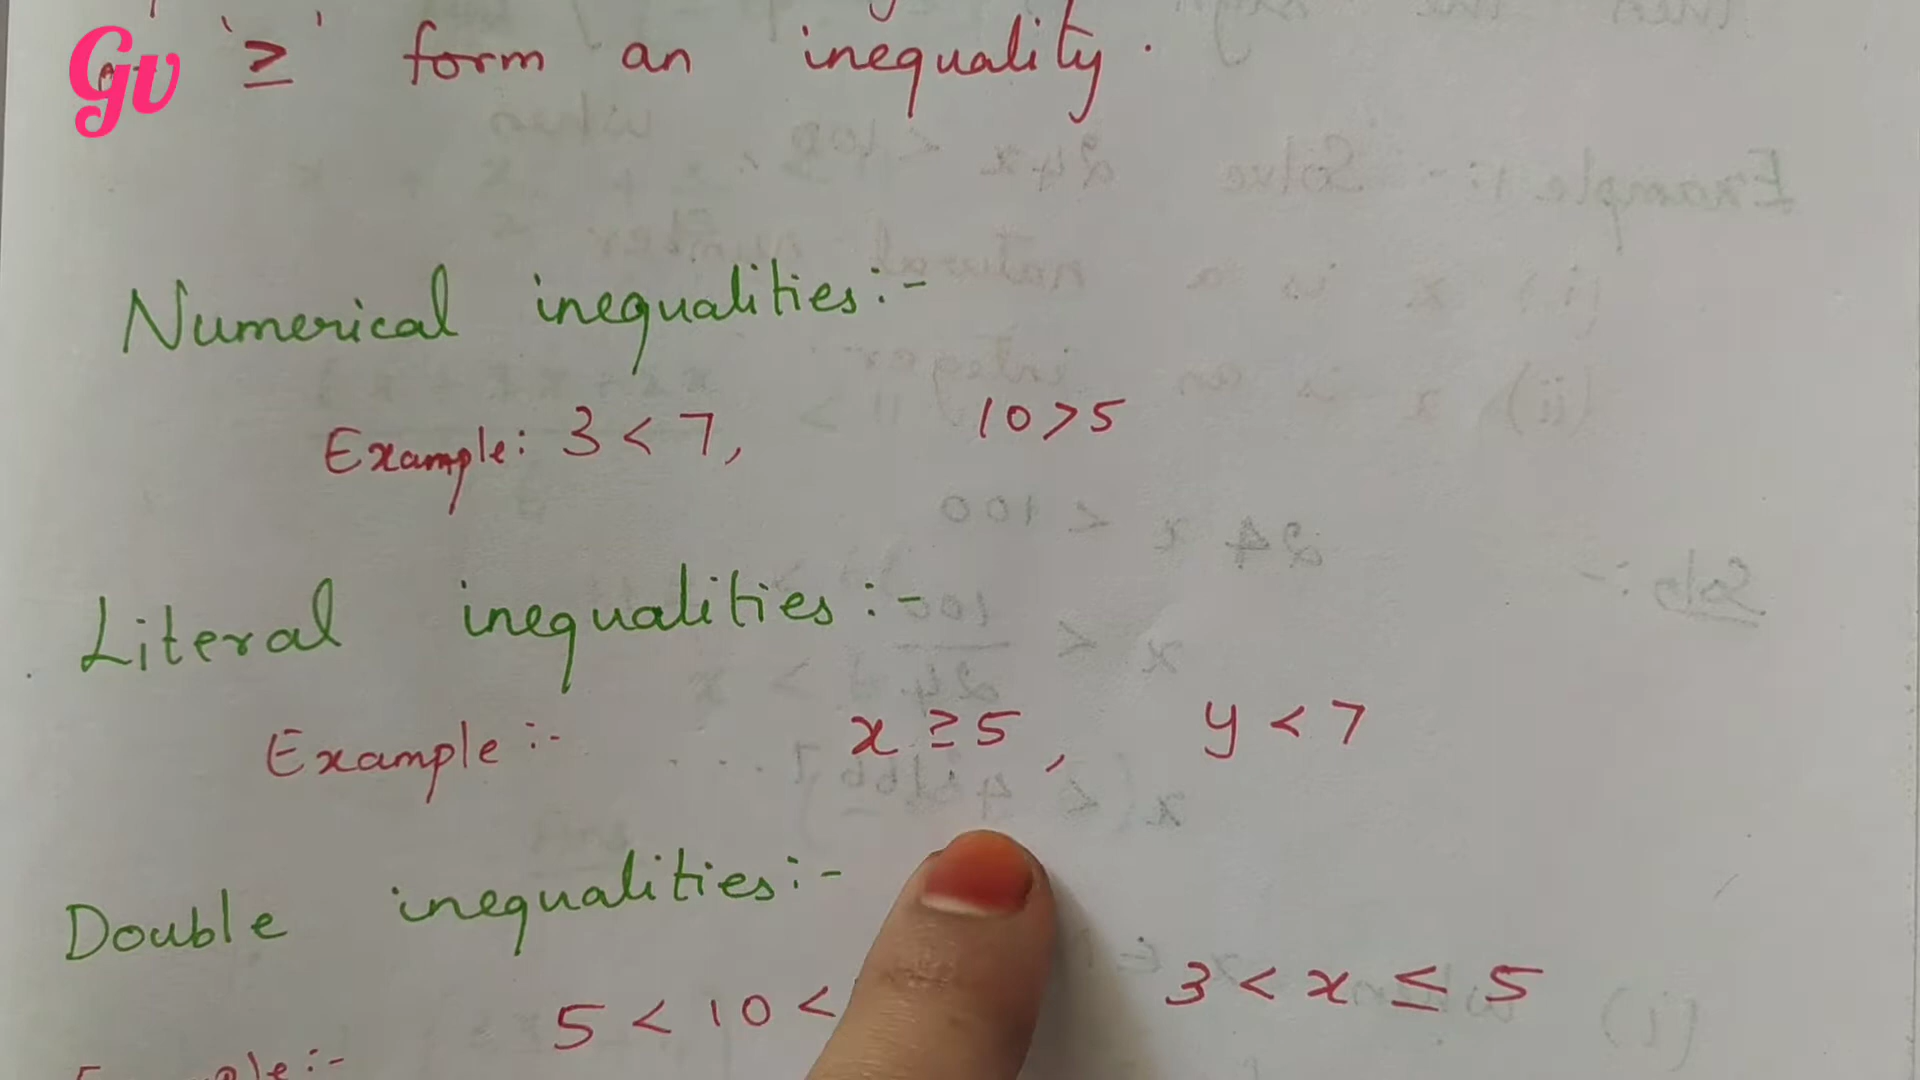 Gv
'≥' form an inequality.
Numerical inequalities:-
Example: 3 < 7, 10 > 5
Literal inequalities:-
Example:- x ≥ 5, y < 7
Double inequalities:-
5 < 10 < 3 < x ≤ 5